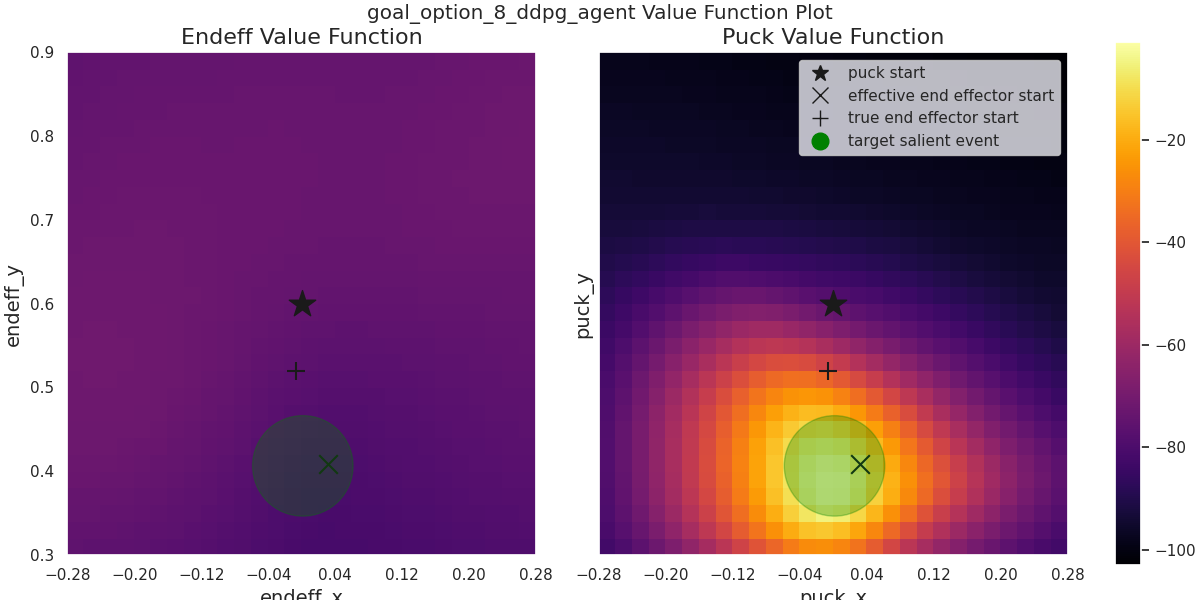 goal_option_8_ddpg_agent Value Function Plot
Endeff Value Function
Puck Value Function
0.9
0.8
0.7
0.6
0.5
0.4
0.3
endeff_y
−0.28 −0.20 −0.12 −0.04 0.04 0.12 0.20 0.28
endeff_x
puck start
effective end effector start
true end effector start
target salient event
puck_y
−0.28 −0.20 −0.12 −0.04 0.04 0.12 0.20 0.28
puck_x
−20
−40
−60
−80
−100